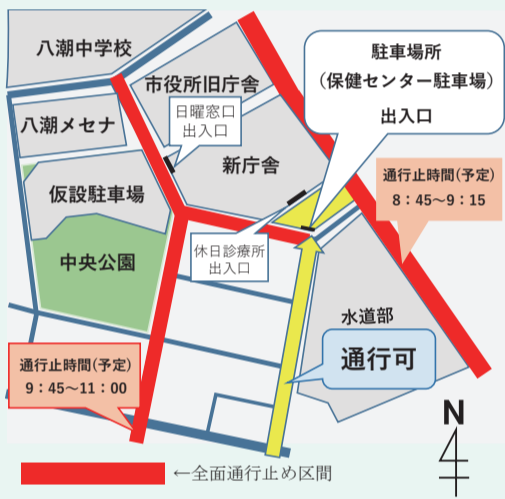 八潮中学校
市役所旧庁舎
駐車場所
（保健センター駐車場）
出入口
八潮メセナ
日曜窓口
出入口
新庁舎
通行止時間(予定)
8：45～9：15
仮設駐車場
休日診療所
出入口
中央公園
水道部
通行可
通行止時間(予定)
9：45～11：00
N
←全面通行止め区間